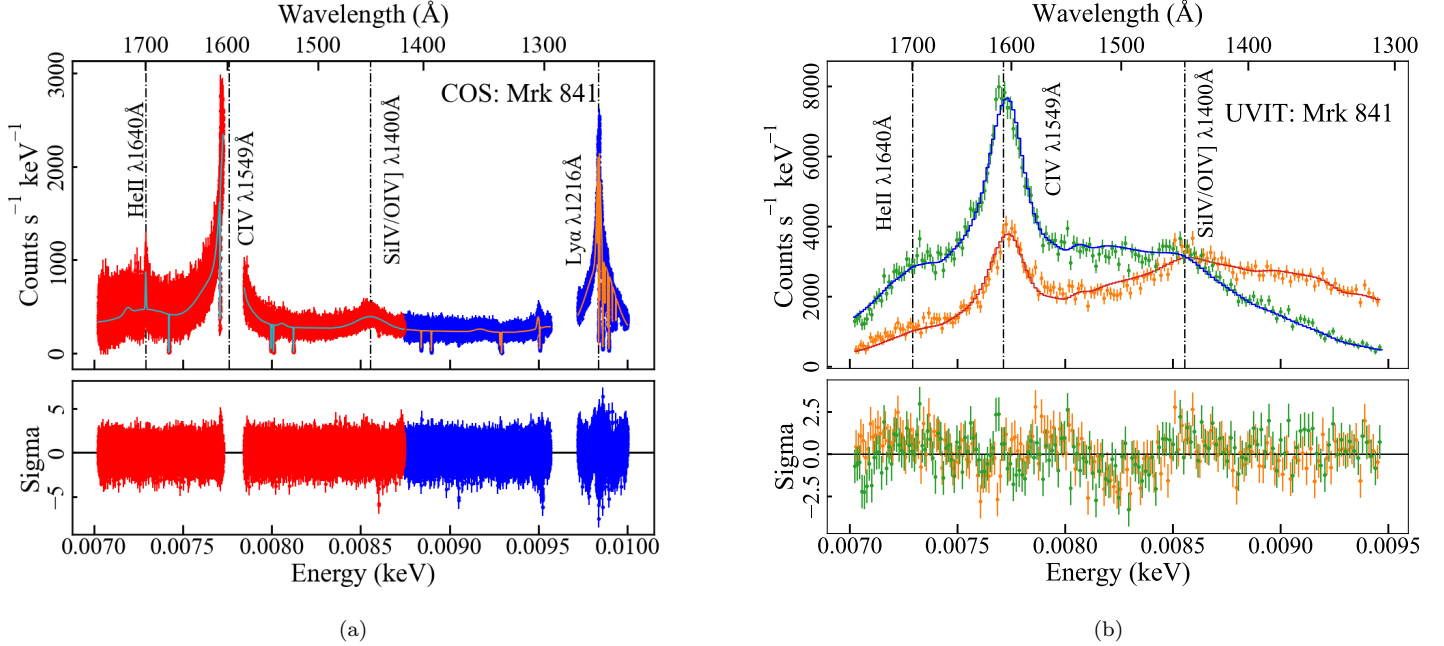 Wavelength (Å)
1700 1600 1500 1400 1300
3000
2000
1000
0
Counts s⁻¹ keV⁻¹
COS: Mrk 841
HeII λ1640Å
CIV λ1549Å
SiIV/OIV] λ1400Å
Lyα λ1216Å
5
0
−5
Sigma
0.0070 0.0075 0.0080 0.0085 0.0090 0.0095 0.0100
Energy (keV)
(a)
Wavelength (Å)
1700 1600 1500 1400 1300
8000
6000
4000
2000
0
Counts s⁻¹ keV⁻¹
UVIT: Mrk 841
HeII λ1640Å
CIV λ1549Å
SiIV/OIV] λ1400Å
2.5
0.0
−2.5
Sigma
0.0070 0.0075 0.0080 0.0085 0.0090 0.0095
Energy (keV)
(b)